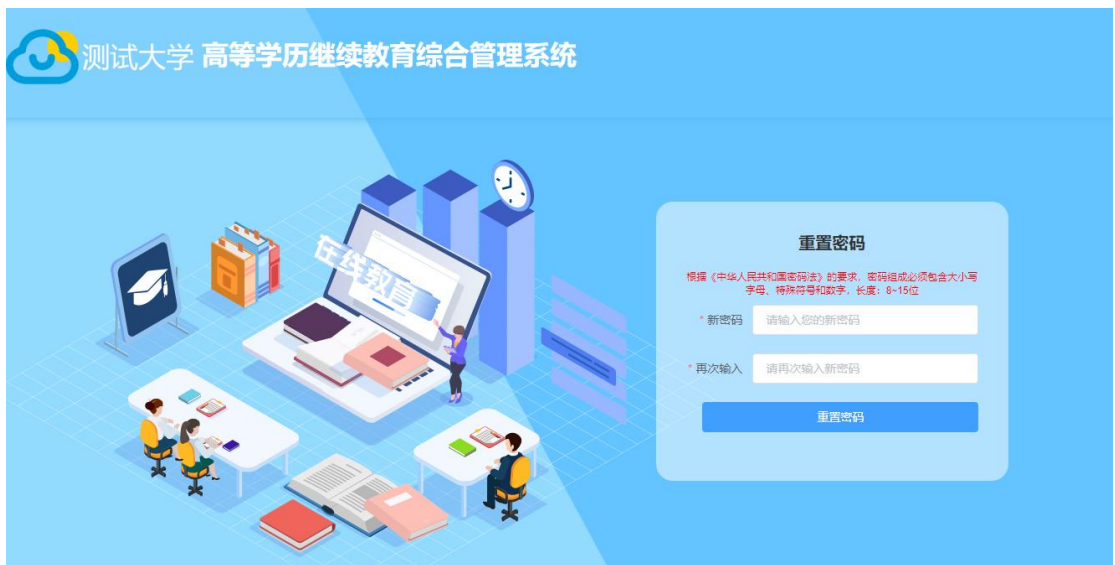 测试大学 高等学历继续教育综合管理系统
在线教育
重置密码
根据《中华人民共和国密码法》的要求，密码组成必须包含大小写
字母、特殊符号和数字，长度：8~15位
* 新密码 请输入您的新密码
* 再次输入 请再次输入新密码
重置密码